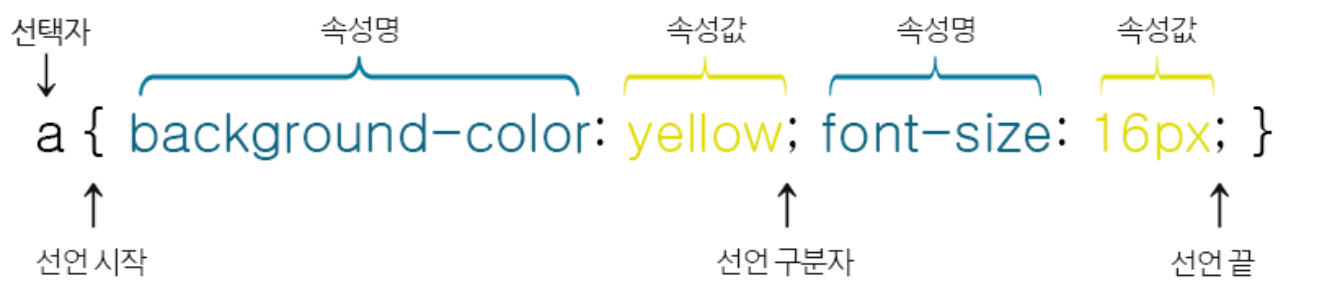 선택자 속성명 속성값 속성명 속성값
a { background-color: yellow; font-size: 16px; }
선언 시작 선언 구분자 선언 끝